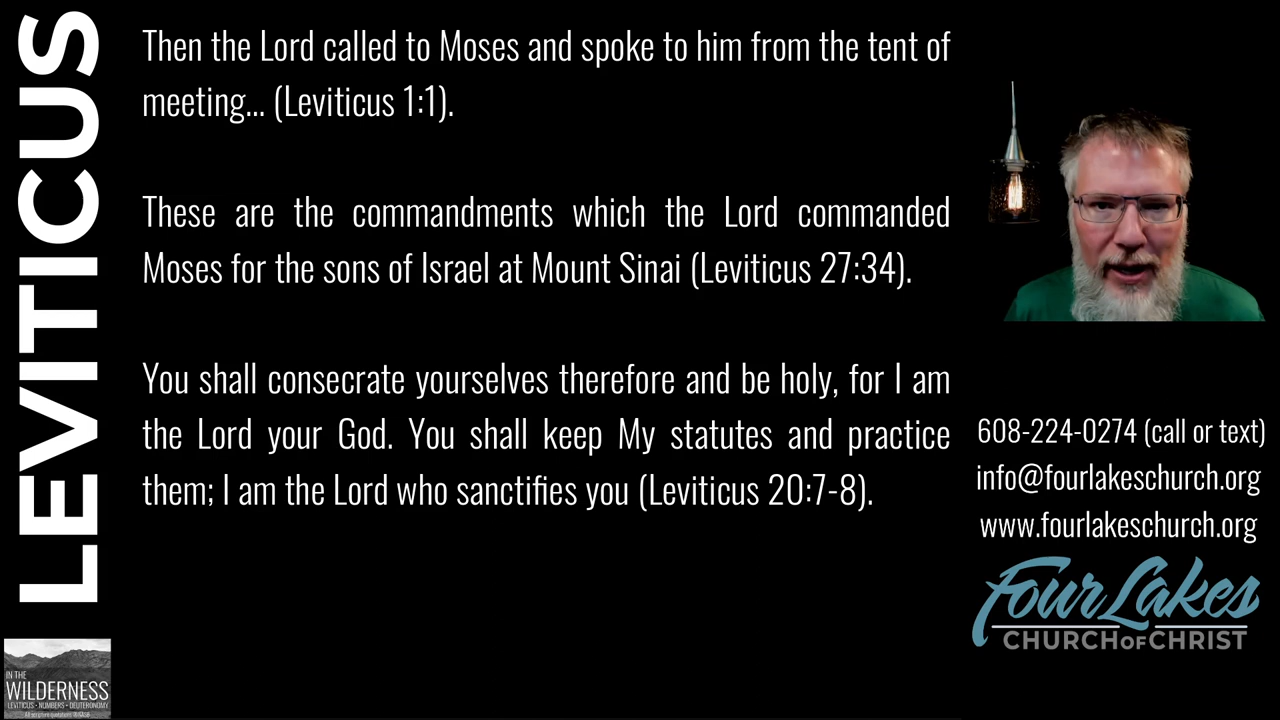 LEVITICUS
Then the Lord called to Moses and spoke to him from the tent of
meeting... (Leviticus 1:1).
These are the commandments which the Lord commanded
Moses for the sons of Israel at Mount Sinai (Leviticus 27:34).
You shall consecrate yourselves therefore and be holy, for I am
the Lord your God. You shall keep My statutes and practice
them; I am the Lord who sanctifies you (Leviticus 20:7-8).
608-224-0274 (call or text)
info@fourlakeschurch.org
www.fourlakeschurch.org
Four Lakes
CHURCH OF CHRIST
IN THE
WILDERNESS
LEVITICUS • NUMBERS • DEUTERONOMY